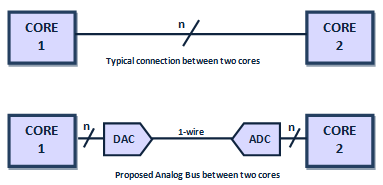 CORE
1
n
CORE
2
Typical connection between two cores
CORE
1
n
DAC
1-wire
ADC
n
CORE
2
Proposed Analog Bus between two cores